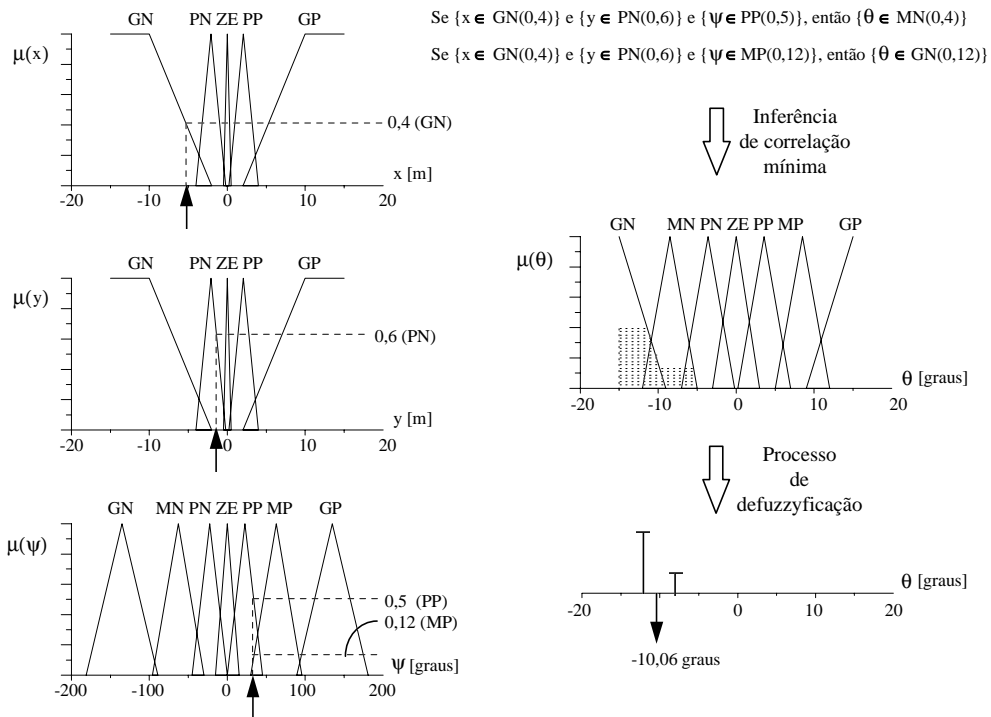 GN PN ZE PP GP
μ(x)
0,4 (GN)
x [m]
-20 -10 0 10 20
GN PN ZE PP GP
μ(y)
0,6 (PN)
y [m]
-20 -10 0 10 20
GN MN PN ZE PP MP GP
μ(ψ)
0,5 (PP)
0,12 (MP)
ψ [graus]
-200 -100 0 100 200
Se {x ∈ GN(0,4)} e {y ∈ PN(0,6)} e {ψ ∈ PP(0,5)}, então {θ ∈ MN(0,4)}
Se {x ∈ GN(0,4)} e {y ∈ PN(0,6)} e {ψ ∈ MP(0,12)}, então {θ ∈ GN(0,12)}
Inferência
de correlação
mínima
GN MN PN ZE PP MP GP
μ(θ)
θ [graus]
-20 -10 0 10 20
Processo
de
defuzzyficação
θ [graus]
-20 -10 0 10 20
-10,06 graus